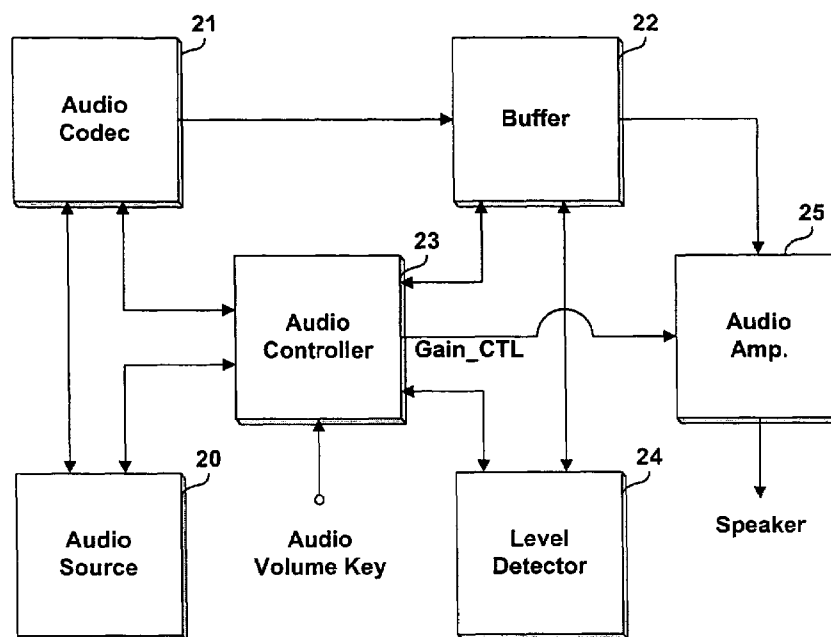 21
Audio
Codec
22
Buffer
23
Audio
Controller
Gain_CTL
25
Audio
Amp.
20
Audio
Source
Audio
Volume Key
24
Level
Detector
Speaker